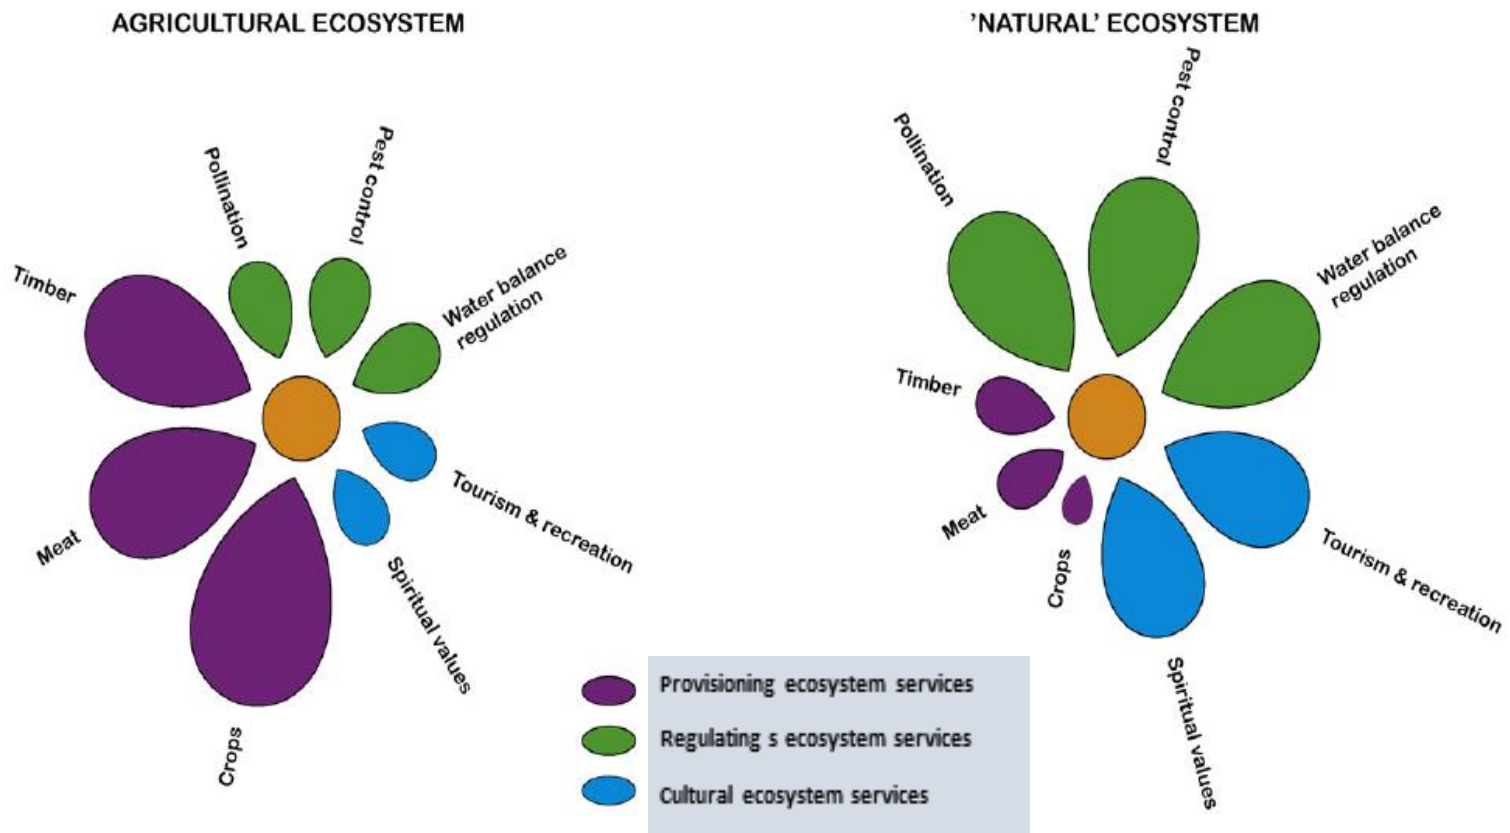 AGRICULTURAL ECOSYSTEM
Pollination
Pest control
Timber
Water balance
regulation
Meat
Tourism & recreation
Spiritual values
Crops
’NATURAL’ ECOSYSTEM
Pollination
Pest control
Water balance
regulation
Timber
Meat
Crops
Tourism & recreation
Spiritual values
Provisioning ecosystem services
Regulating s ecosystem services
Cultural ecosystem services